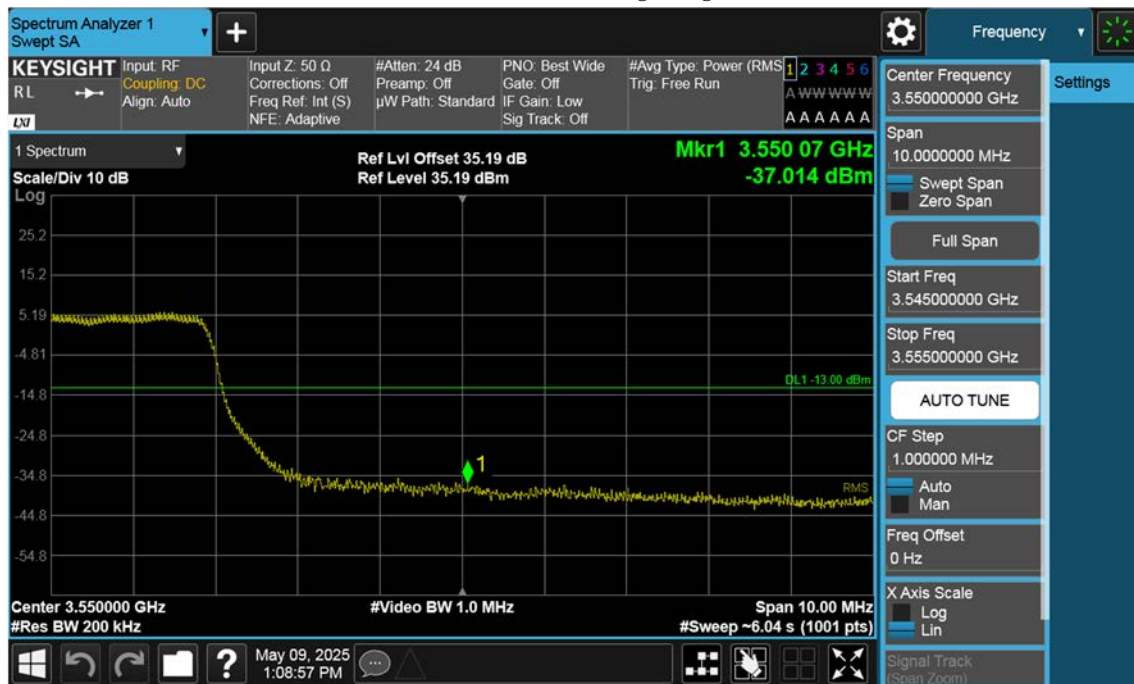 Spectrum Analyzer 1
Swept SA
+
Frequency
KEYSIGHT
RL
LXI
Input: RF
Coupling: DC
Align: Auto
Input Z: 50 Ω
Corrections: Off
Freq Ref: Int (S)
NFE: Adaptive
#Atten: 24 dB
Preamp: Off
µW Path: Standard
PNO: Best Wide
Gate: Off
IF Gain: Low
Sig Track: Off
#Avg Type: Power (RMS
Trig: Free Run
1 2 3 4 5 6
A W W W W W
A A A A A A
1 Spectrum
Scale/Div 10 dB
Log
Ref Lvl Offset 35.19 dB
Ref Level 35.19 dBm
Mkr1 3.550 07 GHz
-37.014 dBm
25.2
15.2
5.19
-4.81
-14.8
-24.8
-34.8
-44.8
-54.8
DL1 -13.00 dBm
1
RMS
Center 3.550000 GHz
#Res BW 200 kHz
#Video BW 1.0 MHz
Span 10.00 MHz
#Sweep ~6.04 s (1001 pts)
?
May 09, 2025
1:08:57 PM
Center Frequency
3.550000000 GHz
Settings
Span
10.0000000 MHz
Swept Span
Zero Span
Full Span
Start Freq
3.545000000 GHz
Stop Freq
3.555000000 GHz
AUTO TUNE
CF Step
1.000000 MHz
Auto
Man
Freq Offset
0 Hz
X Axis Scale
Log
Lin
Signal Track
(Span Zoom)